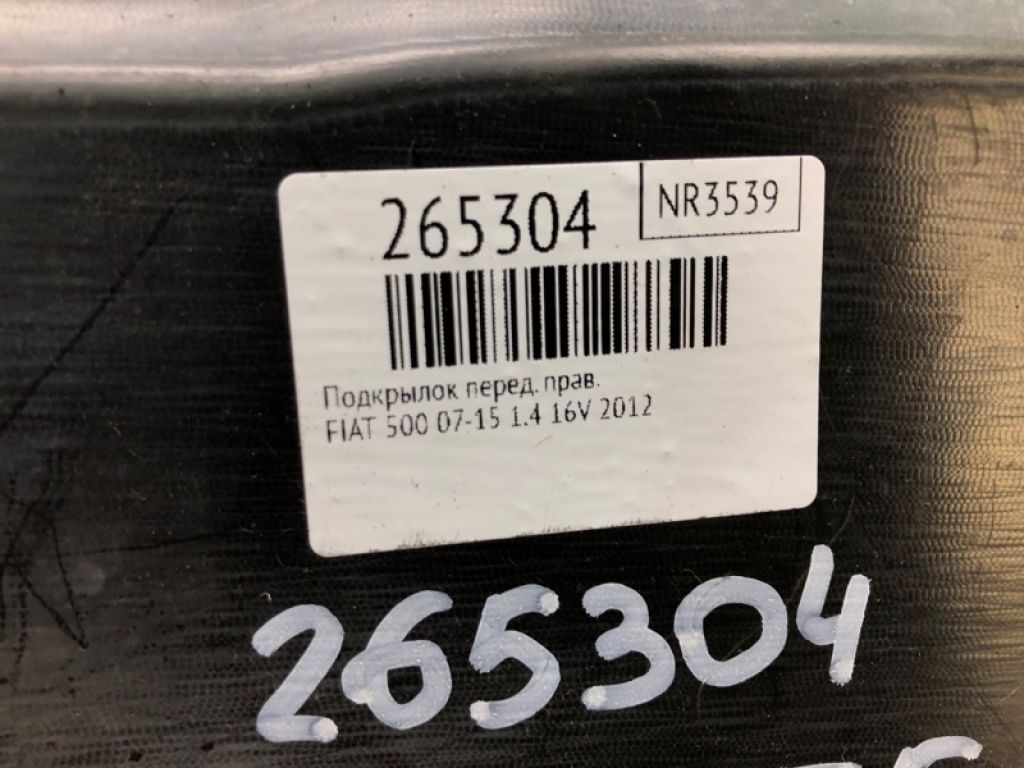 265304 NR3539
Подкрылок перед. прав.
FIAT 500 07-15 1.4 16V 2012
265304